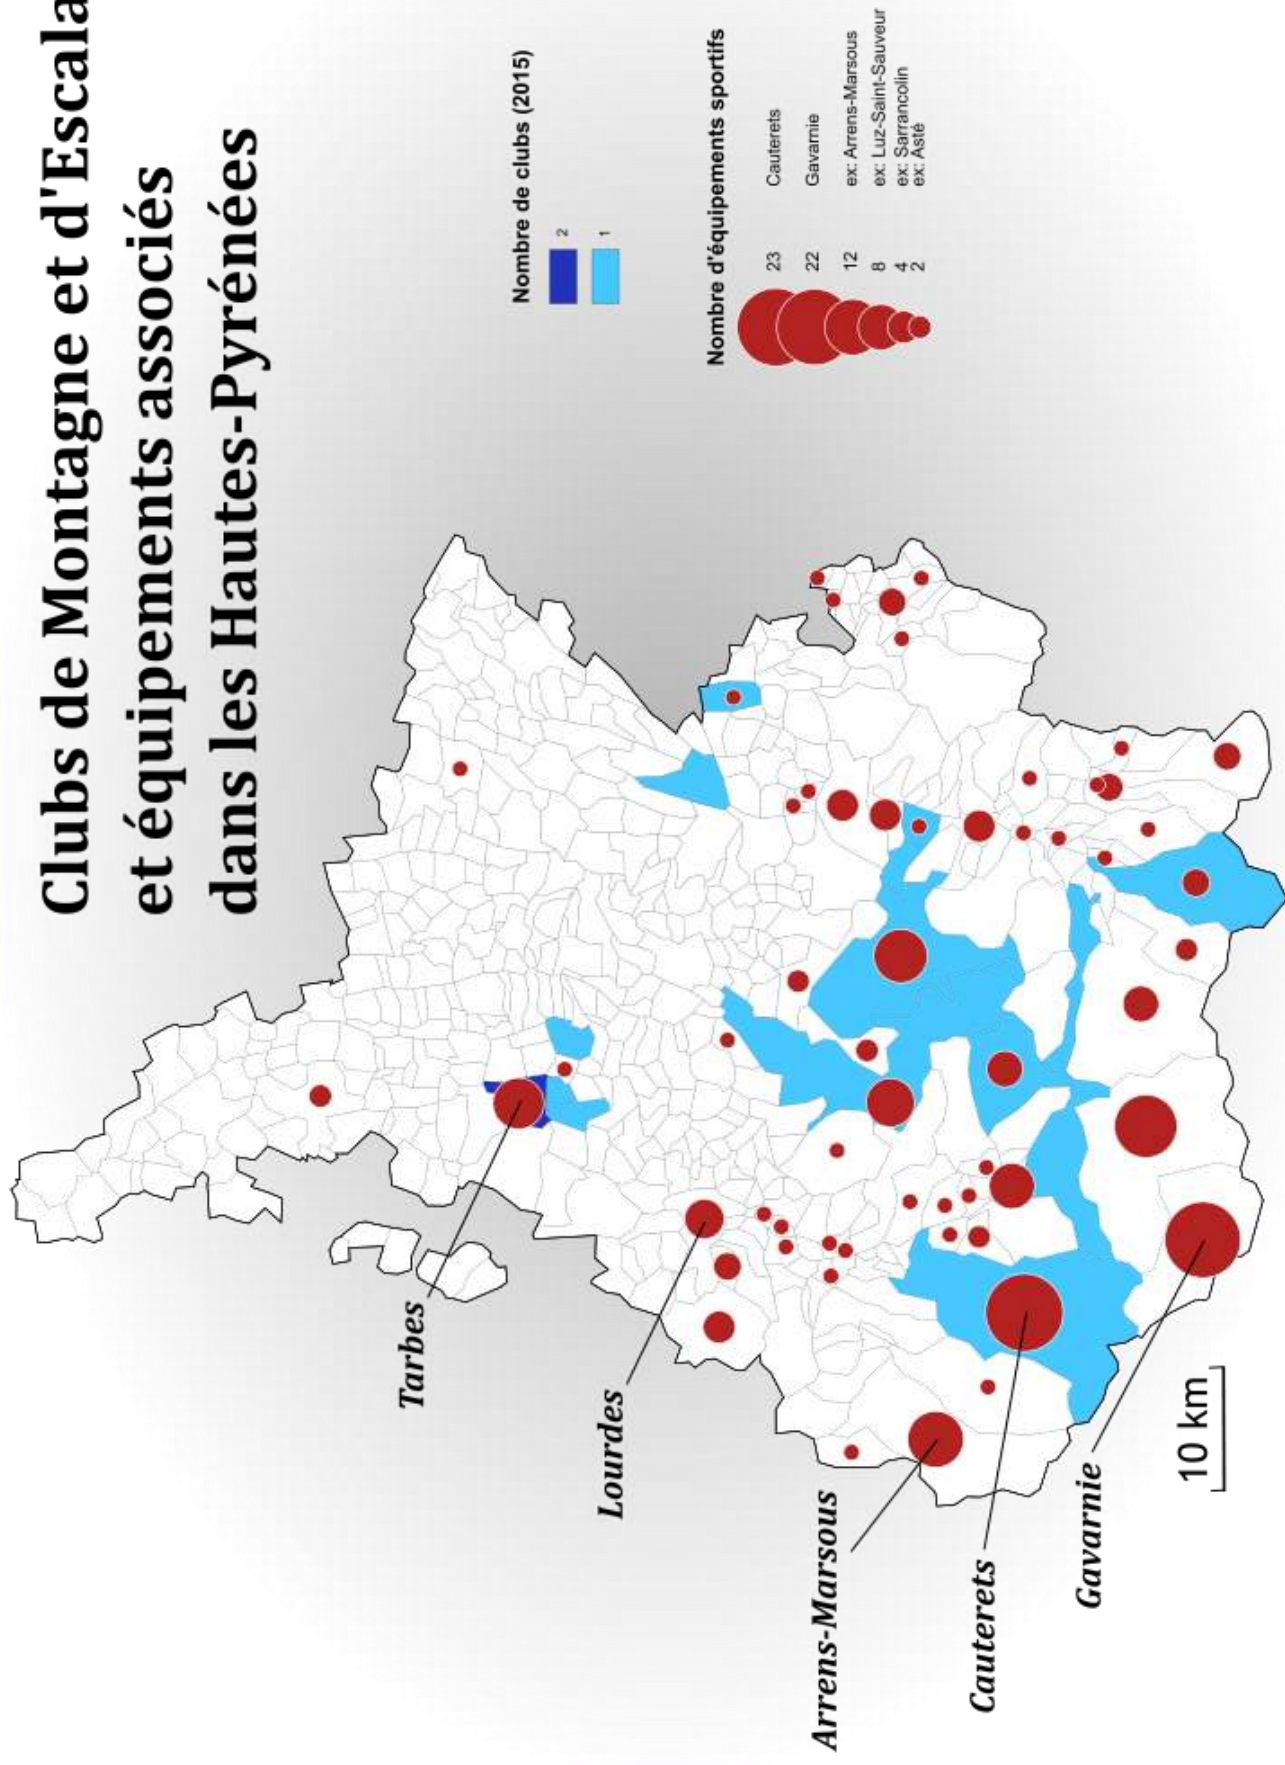 Clubs de Montagne et d'Escala
et équipements associés
dans les Hautes-Pyrénées
Nombre de clubs (2015)
2
1
Nombre d'équipements sportifs
23 Cauterets
22 Gavarnie
12 ex: Arrens-Marsous
8 ex: Luz-Saint-Sauveur
4 ex: Sarrancolin
2 ex: Asté
Tarbes
Lourdes
Arrens-Marsous
Cauterets
Gavarnie
10 km